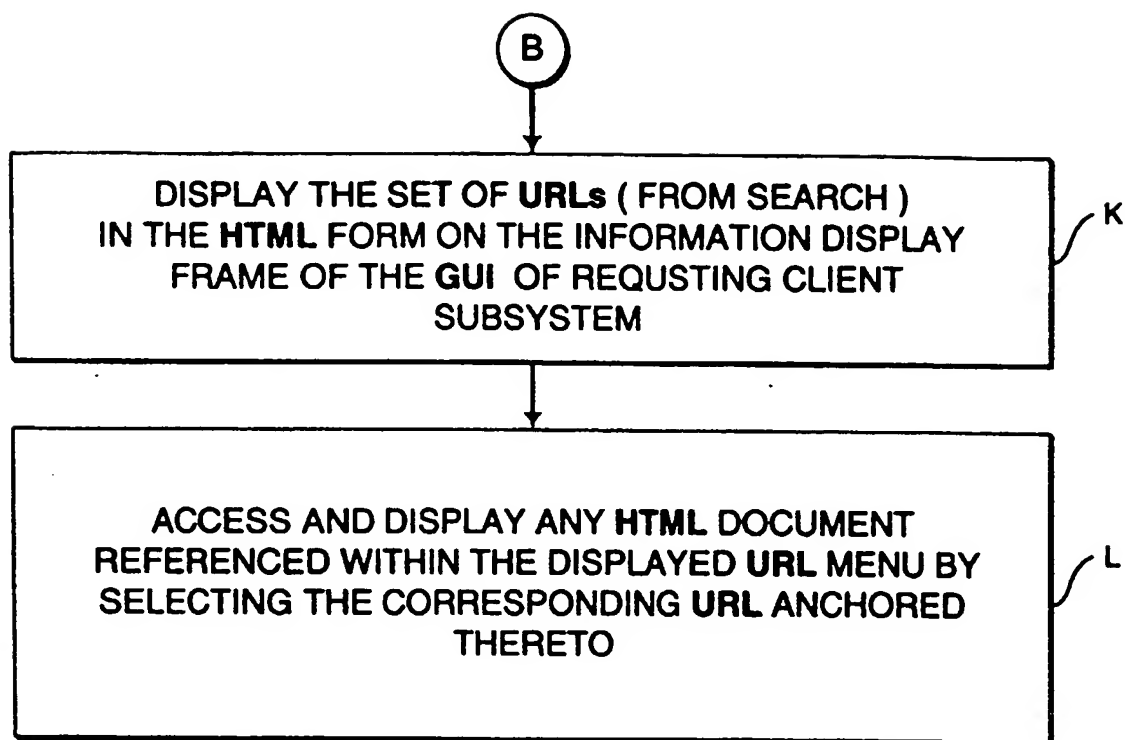 B
DISPLAY THE SET OF URLs ( FROM SEARCH )
IN THE HTML FORM ON THE INFORMATION DISPLAY
FRAME OF THE GUI OF REQUSTING CLIENT
SUBSYSTEM
K
ACCESS AND DISPLAY ANY HTML DOCUMENT
REFERENCED WITHIN THE DISPLAYED URL MENU BY
SELECTING THE CORRESPONDING URL ANCHORED
THERETO
L